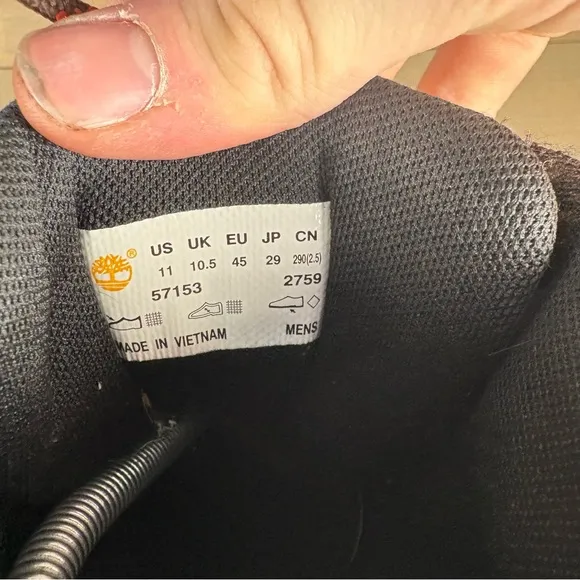 US UK EU JP CN
11 10.5 45 29 290(2.5)
57153 2759
MADE IN VIETNAM MENS